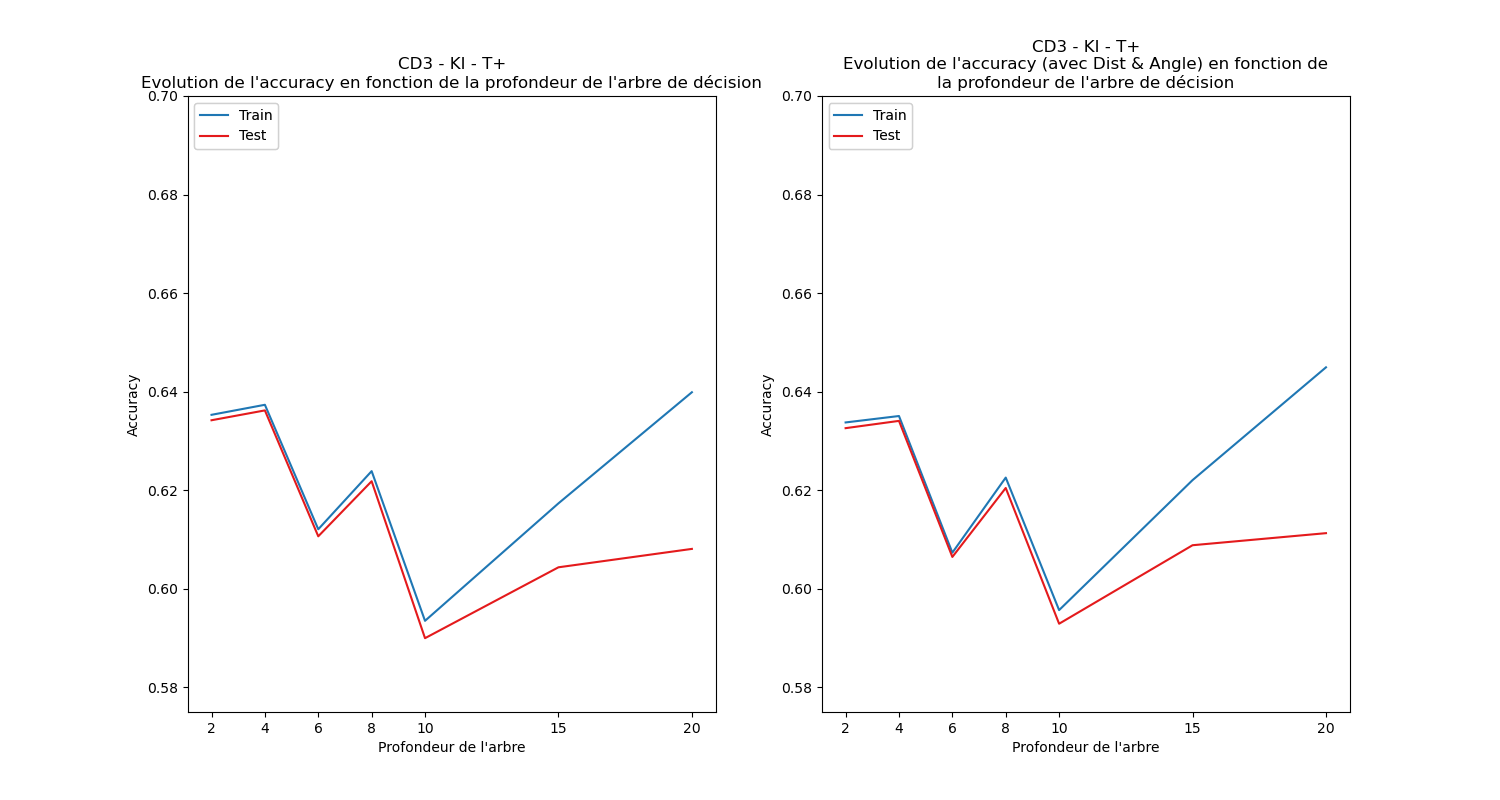 CD3 - KI - T+
Evolution de l'accuracy en fonction de la profondeur de l'arbre de décision
0.70
0.68
0.66
0.64
0.62
0.60
0.58
Accuracy
Train
Test
2 4 6 8 10 15 20
Profondeur de l'arbre
CD3 - KI - T+
Evolution de l'accuracy (avec Dist & Angle) en fonction de
la profondeur de l'arbre de décision
0.70
0.68
0.66
0.64
0.62
0.60
0.58
Accuracy
Train
Test
2 4 6 8 10 15 20
Profondeur de l'arbre